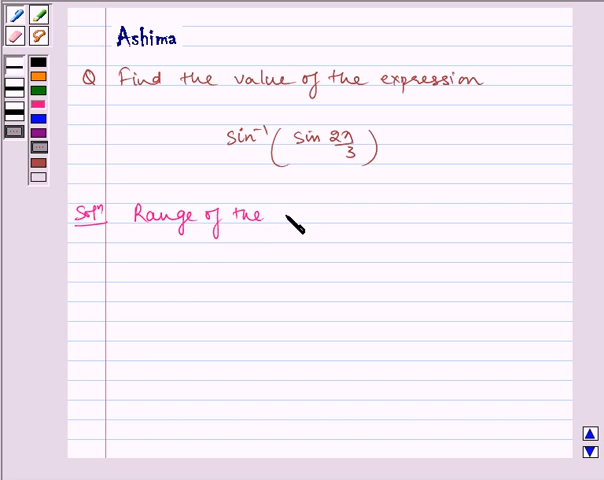 Ashima
Q Find the value of the expression
sin⁻¹ ( sin 2π/3 )
Solⁿ Range of the